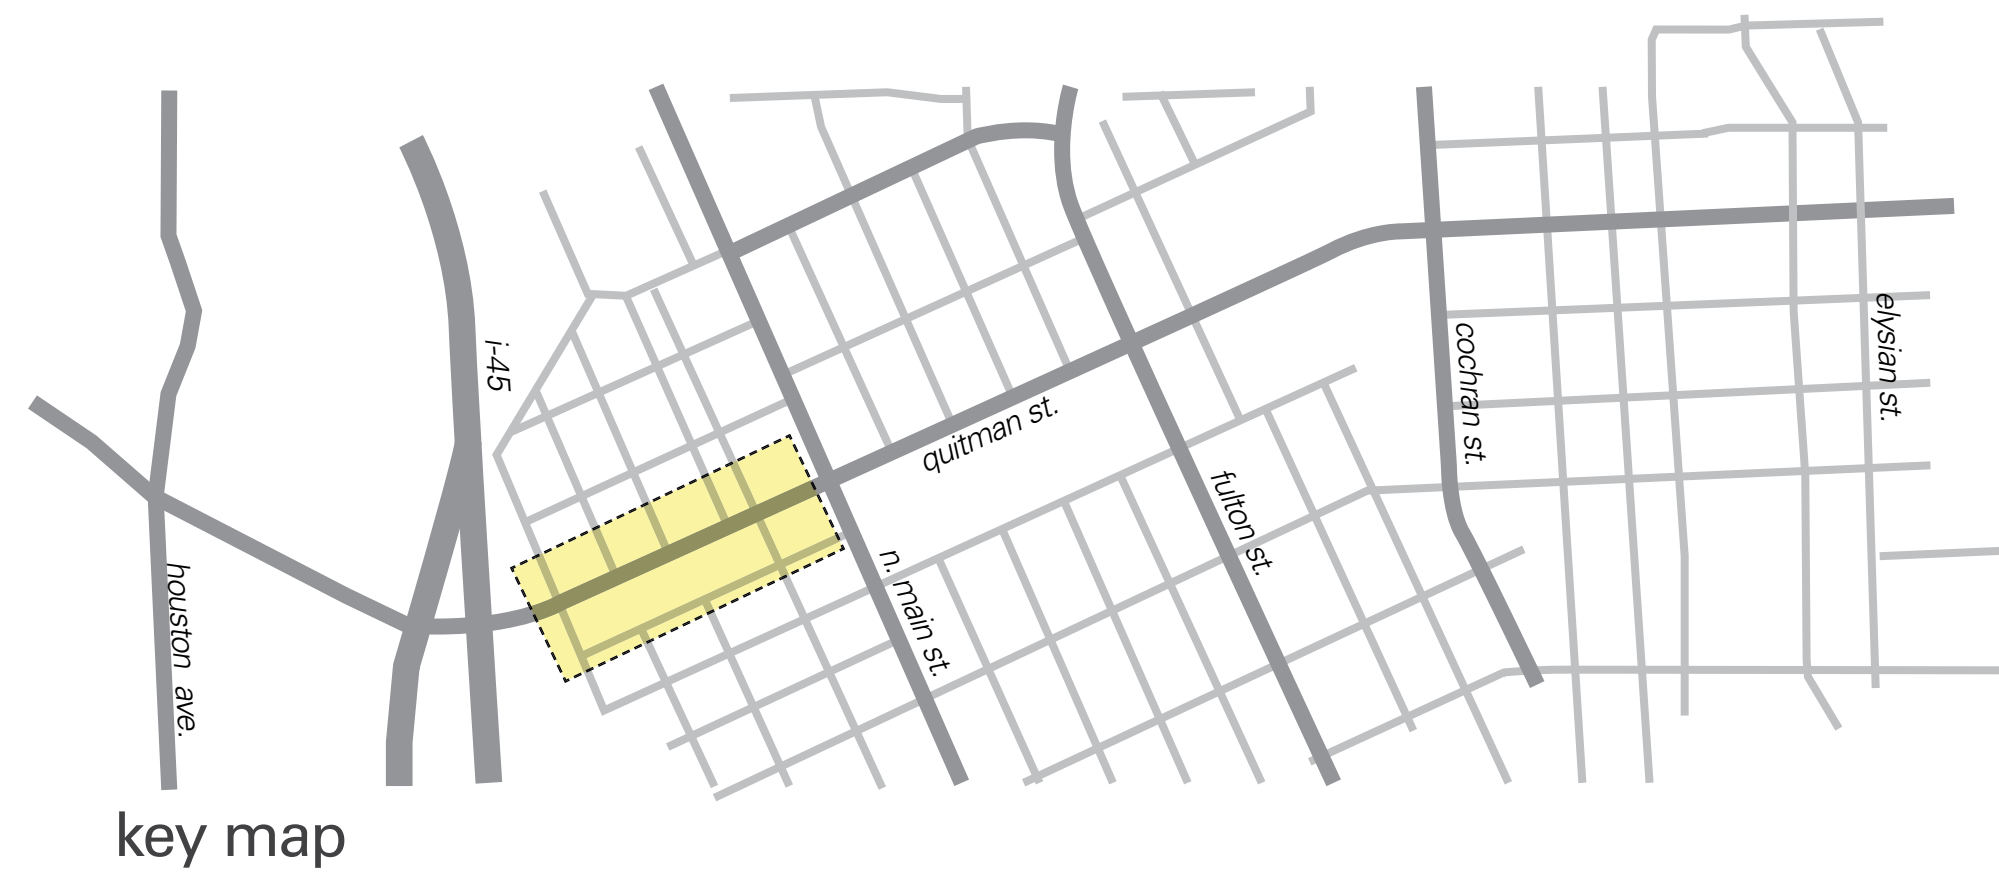 i-45
elysian st.
cochran st.
quitman st.
fulton st.
n. main st.
houston ave.
key map